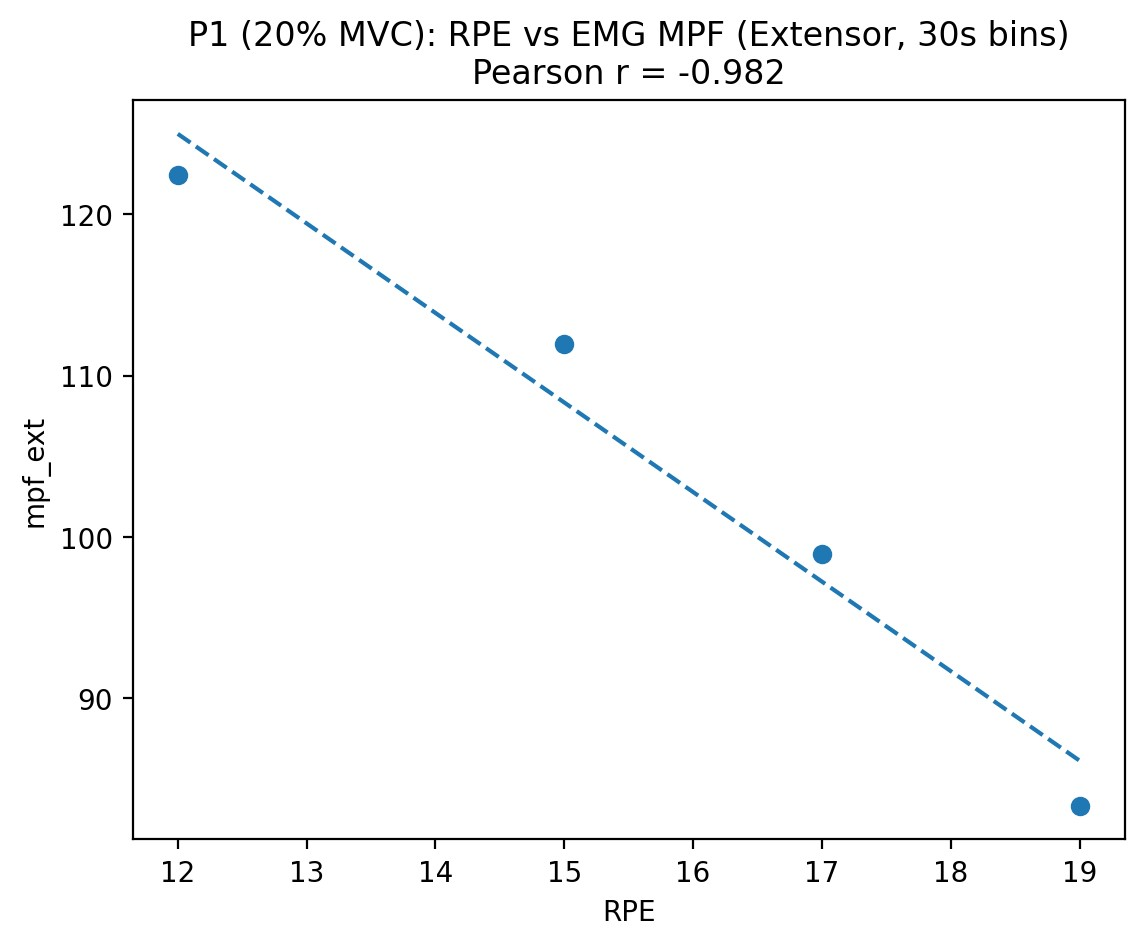 P1 (20% MVC): RPE vs EMG MPF (Extensor, 30s bins)
Pearson r = -0.982
120
110
100
90
mpf_ext
12 13 14 15 16 17 18 19
RPE